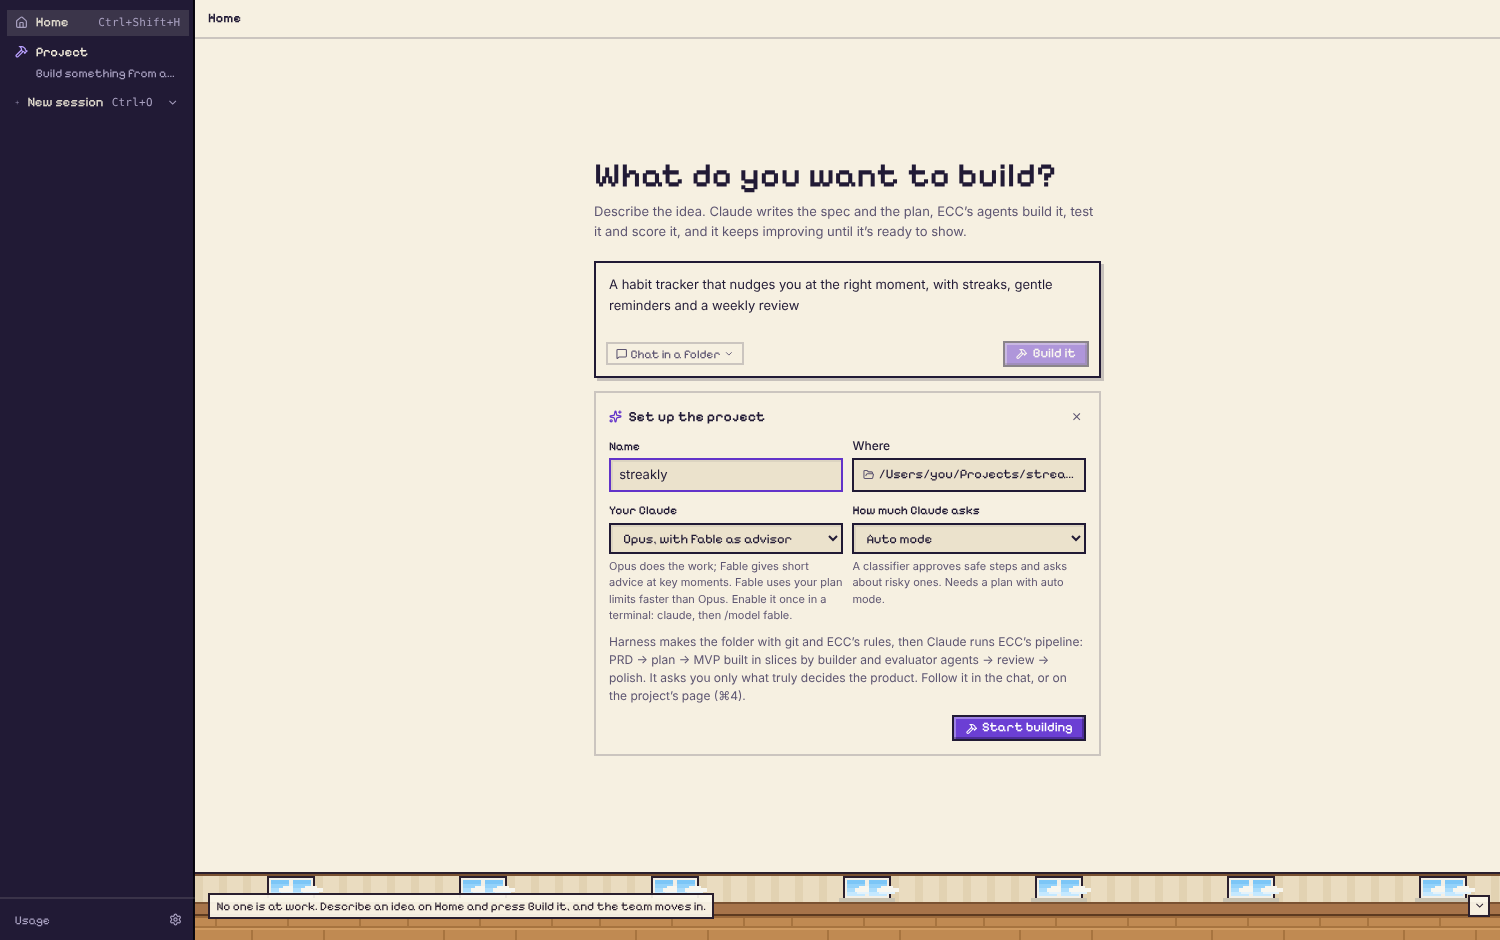 Home Ctrl+Shift+H
Project
Build something from a...
New session Ctrl+O
Usage
Home
What do you want to build?
Describe the idea. Claude writes the spec and the plan, ECC’s agents build it, test
it and score it, and it keeps improving until it’s ready to show.
A habit tracker that nudges you at the right moment, with streaks, gentle
reminders and a weekly review
Chat in a folder
Build it
Set up the project
Name
streakly
Where
/Users/you/Projects/strea...
Your Claude
Opus, with Fable as advisor
Opus does the work; Fable gives short
advice at key moments. Fable uses your plan
limits faster than Opus. Enable it once in a
terminal: claude, then /model fable.
How much Claude asks
Auto mode
A classifier approves safe steps and asks
about risky ones. Needs a plan with auto
mode.
Harness makes the folder with git and ECC’s rules, then Claude runs ECC’s pipeline:
PRD → plan → MVP built in slices by builder and evaluator agents → review →
polish. It asks you only what truly decides the product. Follow it in the chat, or on
the project’s page (⌘4).
Start building
No one is at work. Describe an idea on Home and press Build it, and the team moves in.